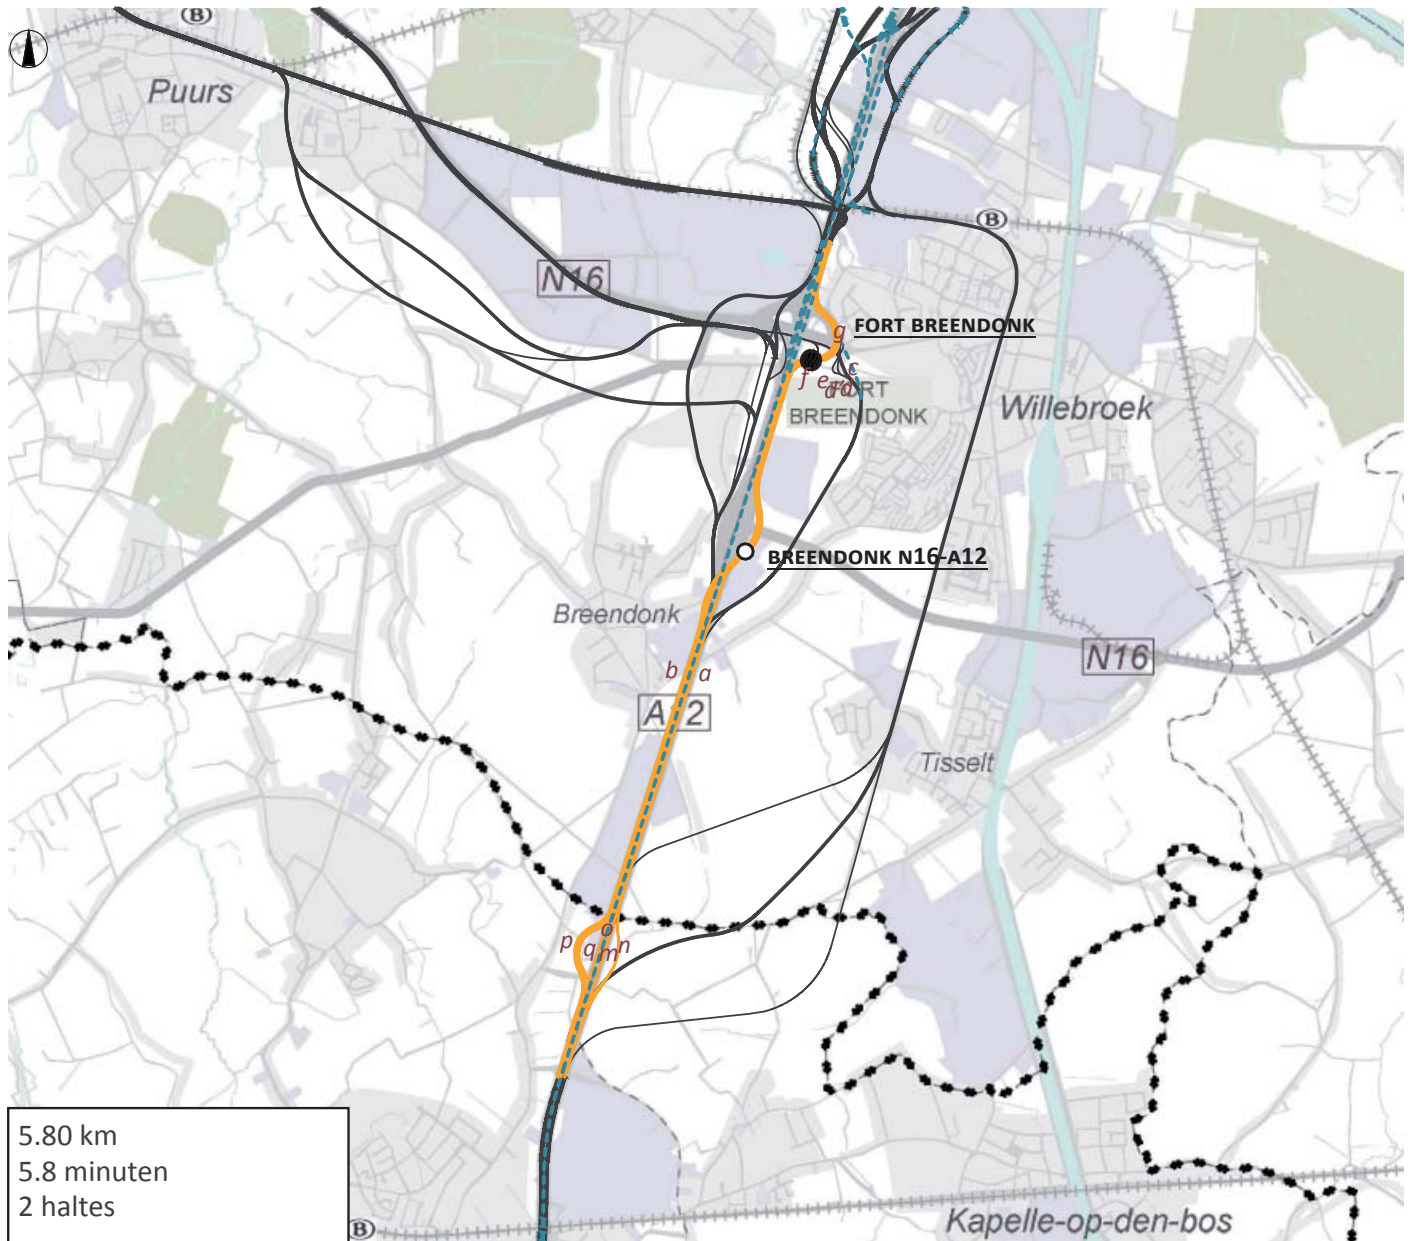 B
Puurs
N16
B
g
FORT BREENDONK
f
e
d'
d
c
FORT
BREENDONK
Willebroek
BREENDONK N16-A12
Breendonk
b
a
N16
A12
Tisselt
p
q
o
m
n
5.80 km
5.8 minuten
2 haltes
B
Kapelle-op-den-bos